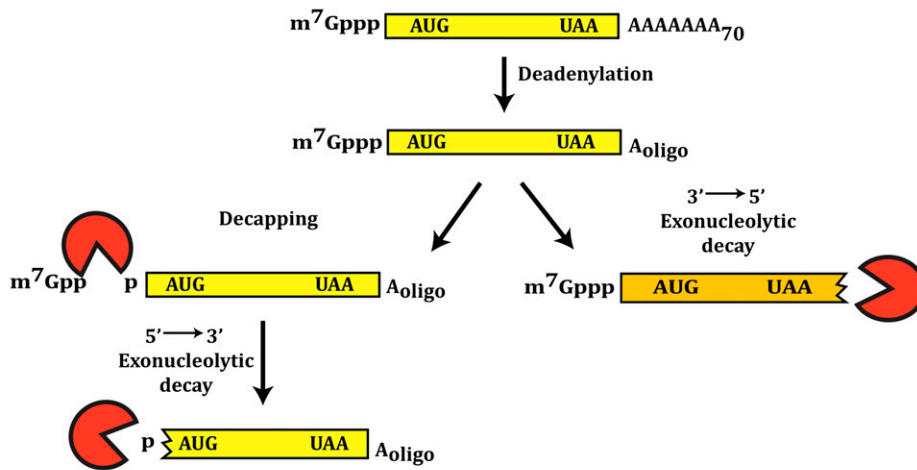 m⁷Gppp AUG UAA AAAAAAA₇₀
Deadenylation
m⁷Gppp AUG UAA Aoligo
Decapping
3’ → 5’
Exonucleolytic
decay
m⁷Gpp p AUG UAA Aoligo
m⁷Gppp AUG UAA
5’ → 3’
Exonucleolytic
decay
p AUG UAA Aoligo